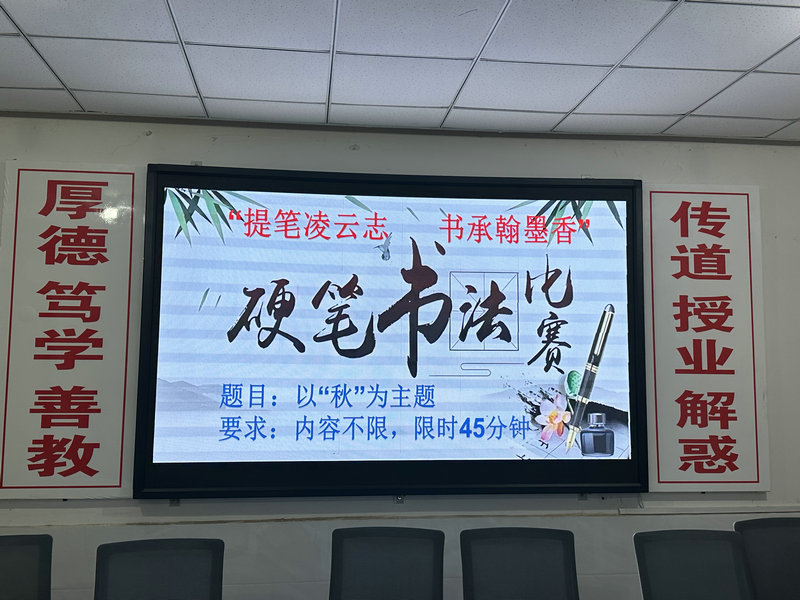 厚德 笃学 善教
“提笔凌云志 书承翰墨香”
硬笔书法比赛
题目：以“秋”为主题
要求：内容不限，限时45分钟
传道 授业 解惑